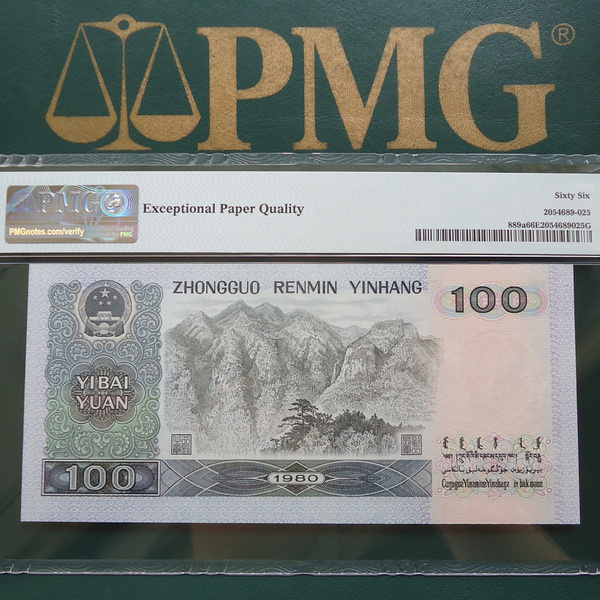 PMG®
PMG
PMGnotes.com/verify
Exceptional Paper Quality
Sixty Six
2054689-025
889a66E2054689025G
ZHONGGUO RENMIN YINHANG
100
YIBAI
YUAN
100
1980